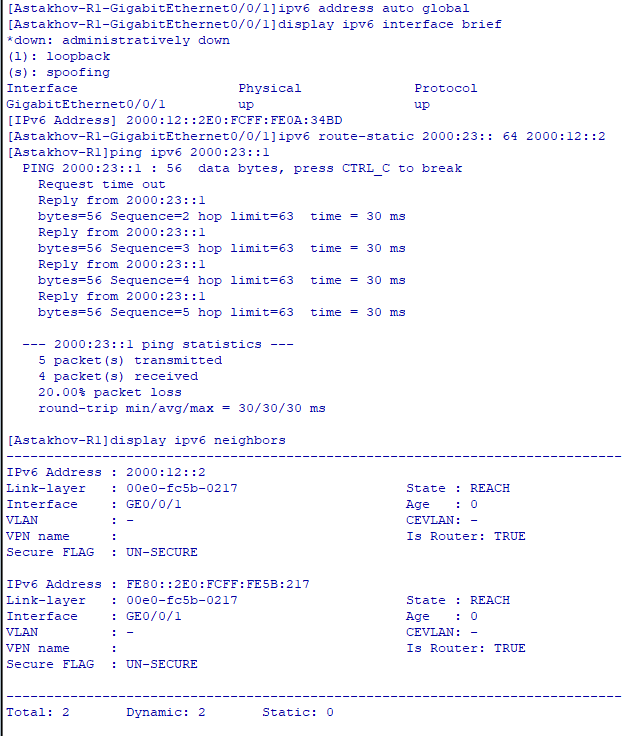 [Astakhov-R1-GigabitEthernet0/0/1]ipv6 address auto global
[Astakhov-R1-GigabitEthernet0/0/1]display ipv6 interface brief
*down: administratively down
(l): loopback
(s): spoofing
Interface                    Physical              Protocol
GigabitEthernet0/0/1         up                    up
[IPv6 Address] 2000:12::2E0:FCFF:FE0A:34BD
[Astakhov-R1-GigabitEthernet0/0/1]ipv6 route-static 2000:23:: 64 2000:12::2
[Astakhov-R1]ping ipv6 2000:23::1
  PING 2000:23::1 : 56  data bytes, press CTRL_C to break
    Request time out
    Reply from 2000:23::1
    bytes=56 Sequence=2 hop limit=63  time = 30 ms
    Reply from 2000:23::1
    bytes=56 Sequence=3 hop limit=63  time = 30 ms
    Reply from 2000:23::1
    bytes=56 Sequence=4 hop limit=63  time = 30 ms
    Reply from 2000:23::1
    bytes=56 Sequence=5 hop limit=63  time = 30 ms

  --- 2000:23::1 ping statistics ---
    5 packet(s) transmitted
    4 packet(s) received
    20.00% packet loss
    round-trip min/avg/max = 30/30/30 ms

[Astakhov-R1]display ipv6 neighbors
-----------------------------------------------------------------------------
IPv6 Address : 2000:12::2
Link-layer   : 00e0-fc5b-0217                     State : REACH
Interface    : GE0/0/1                            Age   : 0
VLAN         : -                                  CEVLAN: -
VPN name     :                                    Is Router: TRUE
Secure FLAG  : UN-SECURE

IPv6 Address : FE80::2E0:FCFF:FE5B:217
Link-layer   : 00e0-fc5b-0217                     State : REACH
Interface    : GE0/0/1                            Age   : 0
VLAN         : -                                  CEVLAN: -
VPN name     :                                    Is Router: TRUE
Secure FLAG  : UN-SECURE

-----------------------------------------------------------------------------
Total: 2       Dynamic: 2       Static: 0